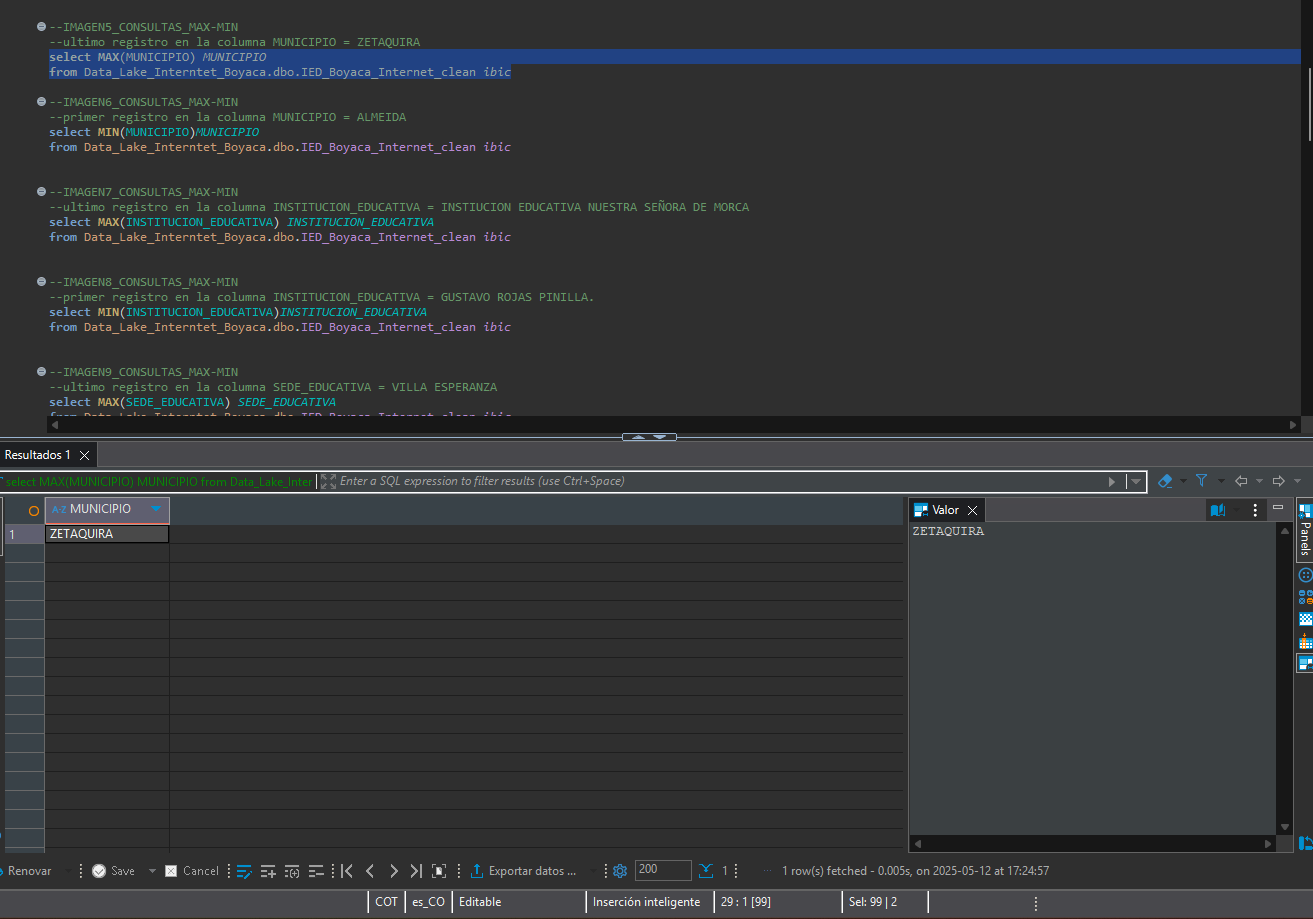 --IMAGEN5_CONSULTAS_MAX-MIN
--ultimo registro en la columna MUNICIPIO = ZETAQUIRA
select MAX(MUNICIPIO) MUNICIPIO
from Data_Lake_Interntet_Boyaca.dbo.IED_Boyaca_Internet_clean ibic
--IMAGEN6_CONSULTAS_MAX-MIN
--primer registro en la columna MUNICIPIO = ALMEIDA
select MIN(MUNICIPIO)MUNICIPIO
from Data_Lake_Interntet_Boyaca.dbo.IED_Boyaca_Internet_clean ibic
--IMAGEN7_CONSULTAS_MAX-MIN
--ultimo registro en la columna INSTITUCION_EDUCATIVA = INSTIUCION EDUCATIVA NUESTRA SEÑORA DE MORCA
select MAX(INSTITUCION_EDUCATIVA) INSTITUCION_EDUCATIVA
from Data_Lake_Interntet_Boyaca.dbo.IED_Boyaca_Internet_clean ibic
--IMAGEN8_CONSULTAS_MAX-MIN
--primer registro en la columna INSTITUCION_EDUCATIVA = GUSTAVO ROJAS PINILLA.
select MIN(INSTITUCION_EDUCATIVA)INSTITUCION_EDUCATIVA
from Data_Lake_Interntet_Boyaca.dbo.IED_Boyaca_Internet_clean ibic
--IMAGEN9_CONSULTAS_MAX-MIN
--ultimo registro en la columna SEDE_EDUCATIVA = VILLA ESPERANZA
select MAX(SEDE_EDUCATIVA) SEDE_EDUCATIVA
from Data_Lake_Interntet_Boyaca.dbo.IED_Boyaca_Internet_clean ibic
Resultados 1
select MAX(MUNICIPIO) MUNICIPIO from Data_Lake_Inter
Enter a SQL expression to filter results (use Ctrl+Space)
A-Z MUNICIPIO
Valor
1 ZETAQUIRA
ZETAQUIRA
Panels
Renovar Save Cancel Exportar datos ... 200 1 1 row(s) fetched - 0.005s, on 2025-05-12 at 17:24:57
COT es_CO Editable Inserción inteligente 29 : 1 [99] Sel: 99 | 2